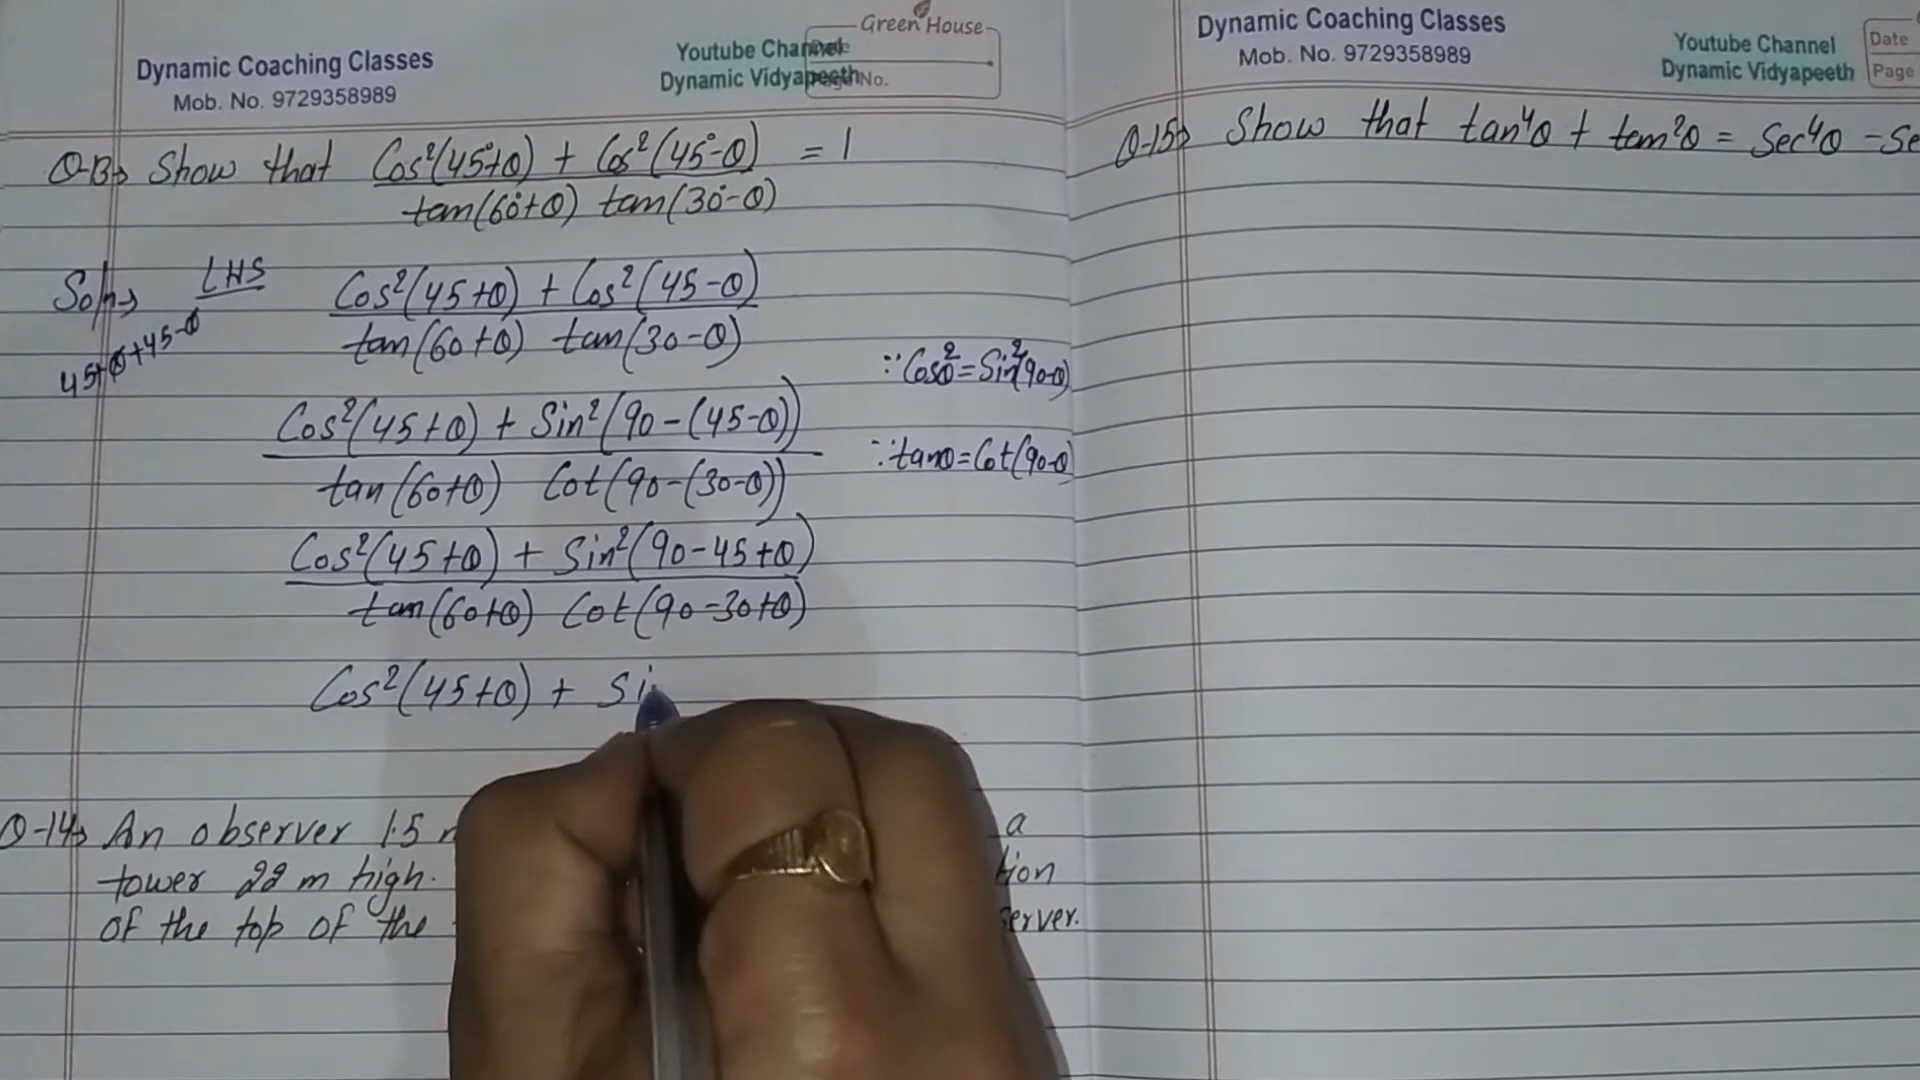 Green House
Dynamic Coaching Classes
Mob. No. 9729358989
Youtube Channel
Dynamic Vidyapeeth No.
Q-13→ Show that Cos²(45°+θ) + Cos²(45°-θ) = 1
tan(60°+θ) tan(30°-θ)
Soln→ LHS Cos²(45+θ) + Cos²(45-θ)
tan(60+θ) tan(30-θ)
45+θ+45-θ
∵ Cos²θ = Sin²(90-θ)
Cos²(45+θ) + Sin²(90-(45-θ))
tan(60+θ) Cot(90-(30-θ))
∵ tanθ = Cot(90-θ)
Cos²(45+θ) + Sin²(90-45+θ)
tan(60+θ) Cot(90-30+θ)
Cos²(45+θ) + Si
Q-14→ An observer 1.5 a
tower 22 m high.
of the top of the
Dynamic Coaching Classes
Mob. No. 9729358989
Youtube Channel
Dynamic Vidyapeeth
Date
Page
Q-15→ Show that tan⁴θ + tan²θ = Sec⁴θ -